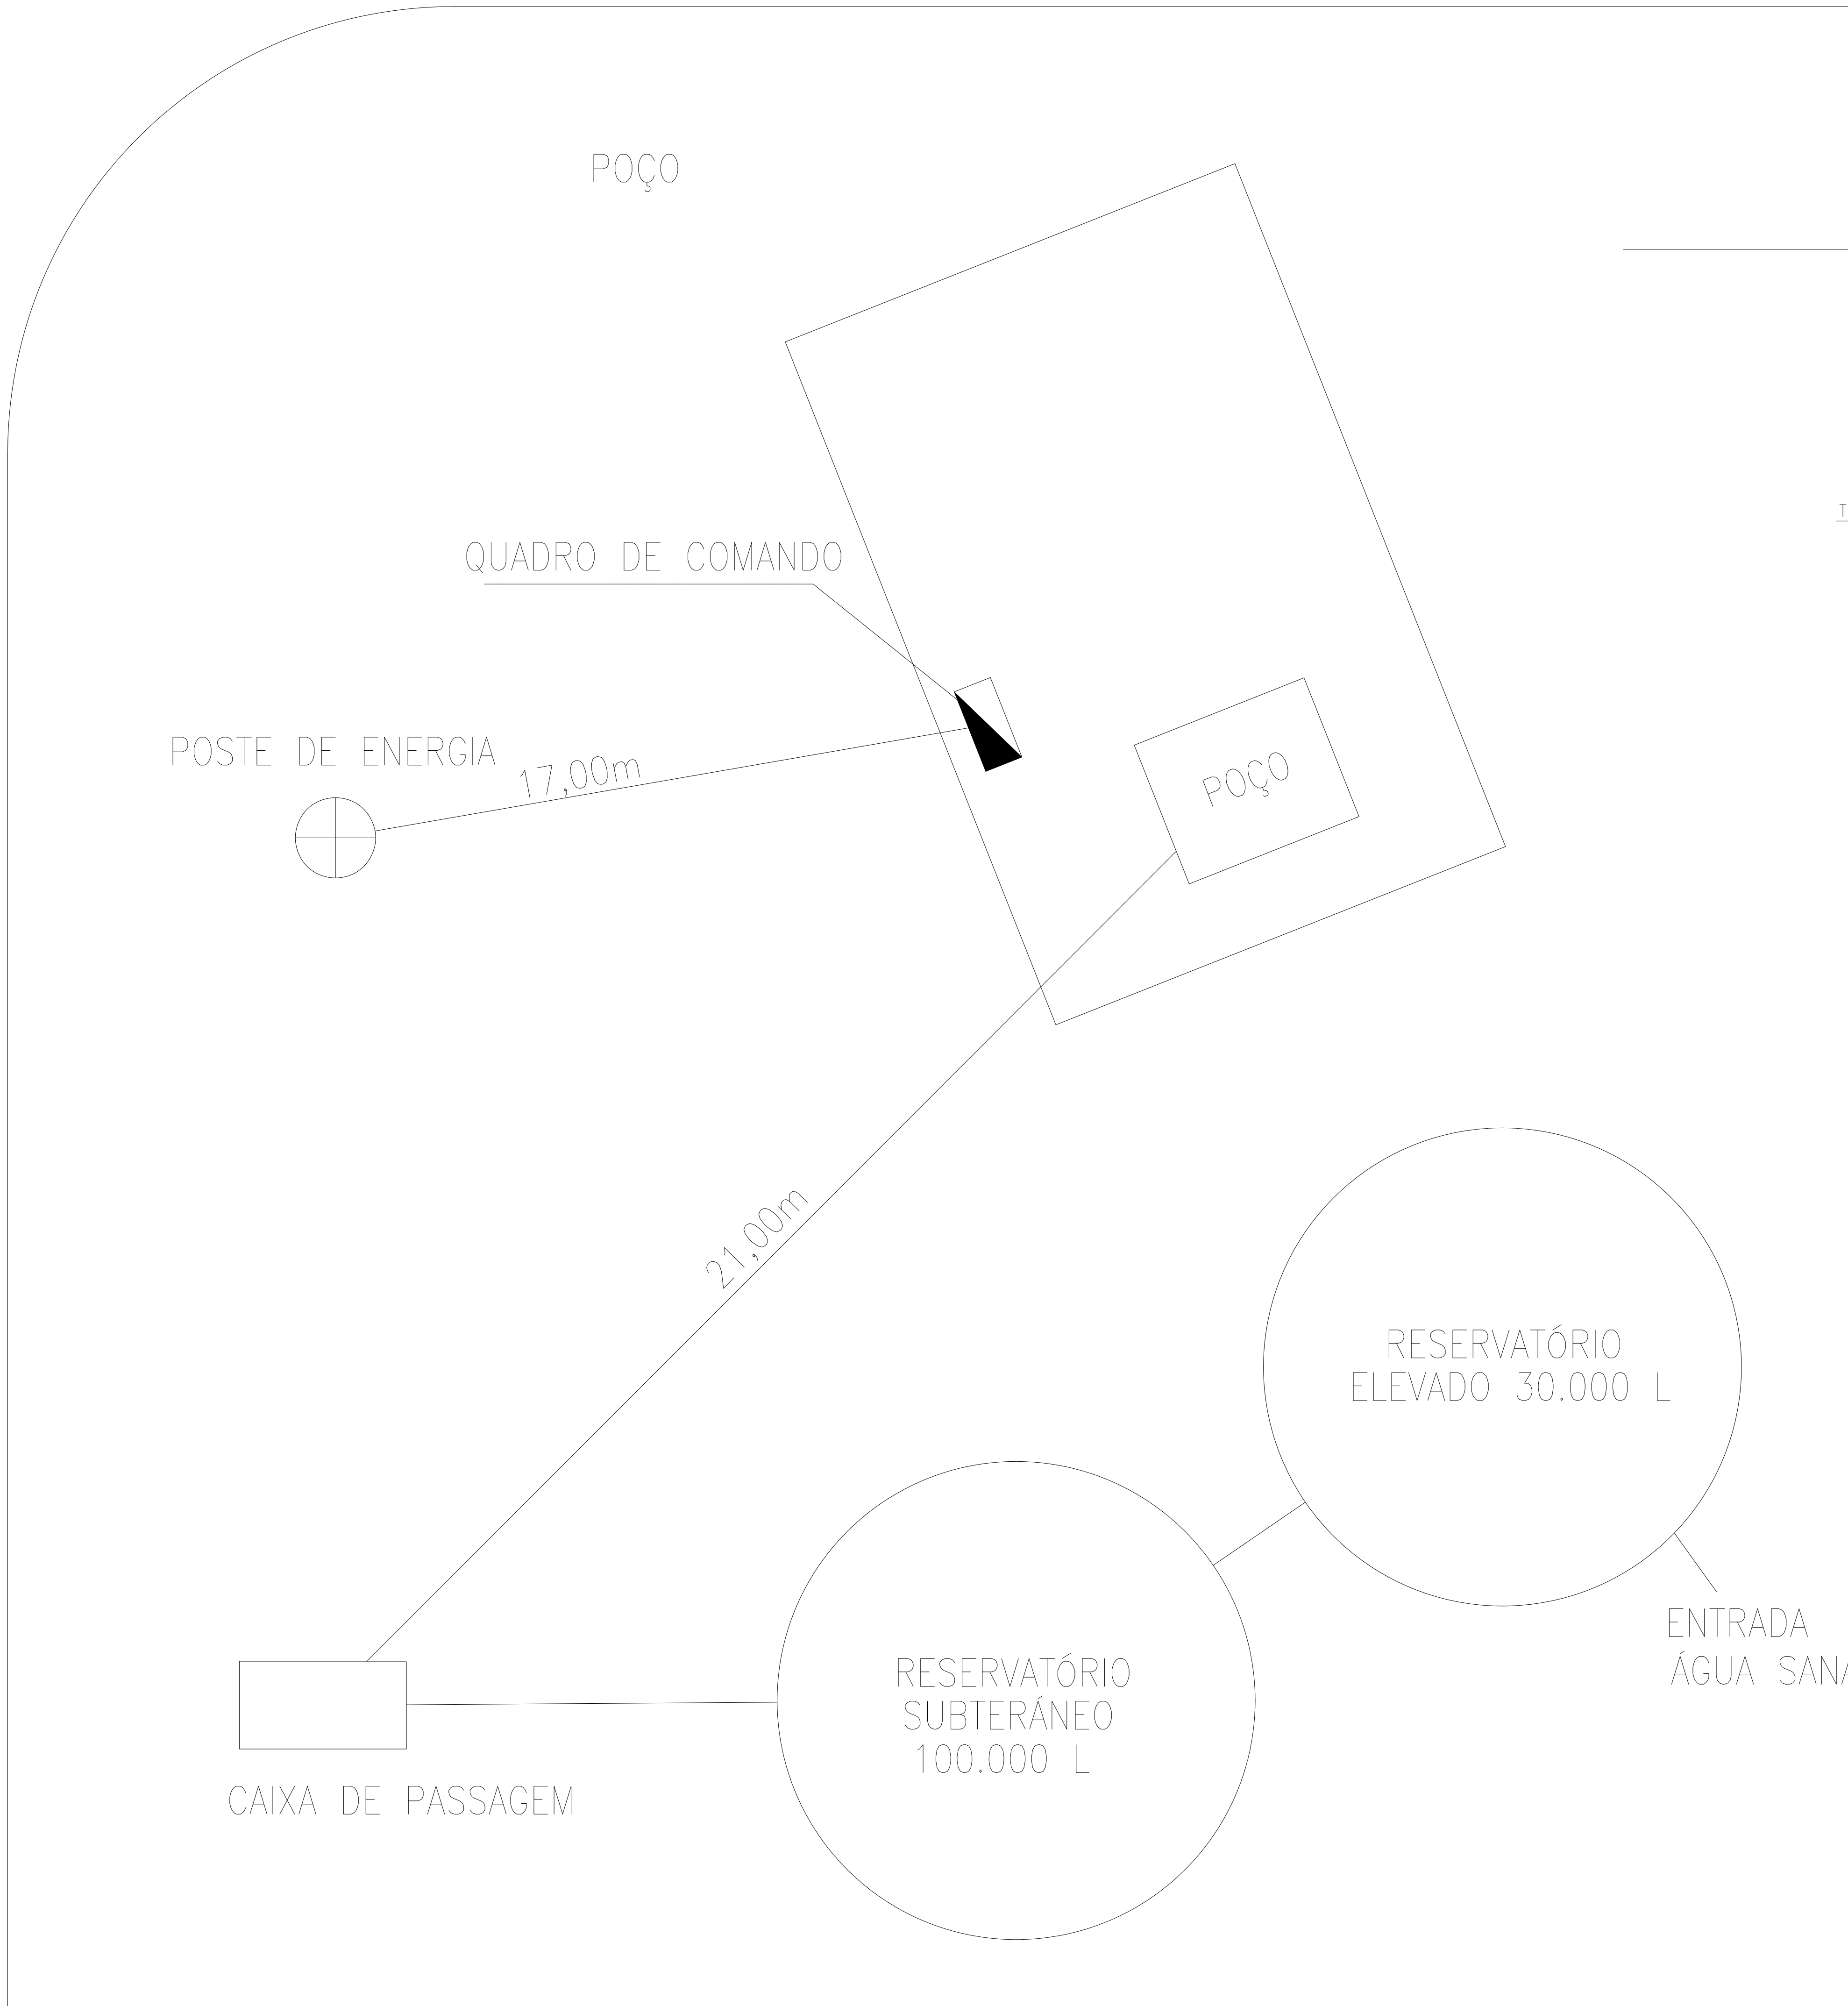 POÇO
QUADRO DE COMANDO
POSTE DE ENERGIA
17,00m
POÇO
21,00m
RESERVATÓRIO
ELEVADO 30.000 L
ENTRADA
ÁGUA
RESERVATÓRIO
SUBTERÁNEO
100.000 L
CAIXA DE PASSAGEM